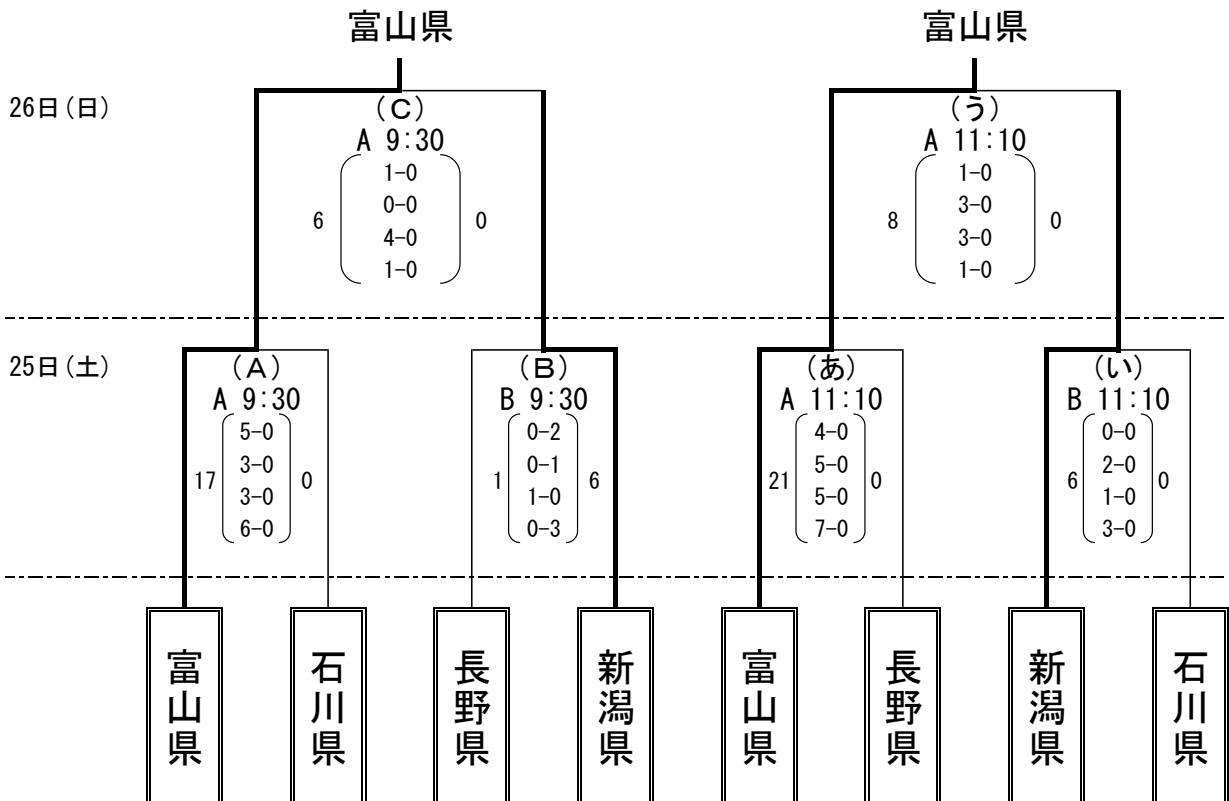 富山県 富山県
26日(日)
(C) (う)
A 9:30 A 11:10
1-0 1-0
0-0 3-0
6 0 8 0
4-0 3-0
1-0 1-0
25日(土)
(A) (B) (あ) (い)
A 9:30 B 9:30 A 11:10 B 11:10
5-0 0-2 4-0 0-0
3-0 0-1 5-0 2-0
17 0 1 6 21 0 6 0
3-0 1-0 5-0 1-0
6-0 0-3 7-0 3-0
富山県
石川県
長野県
新潟県
富山県
長野県
新潟県
石川県